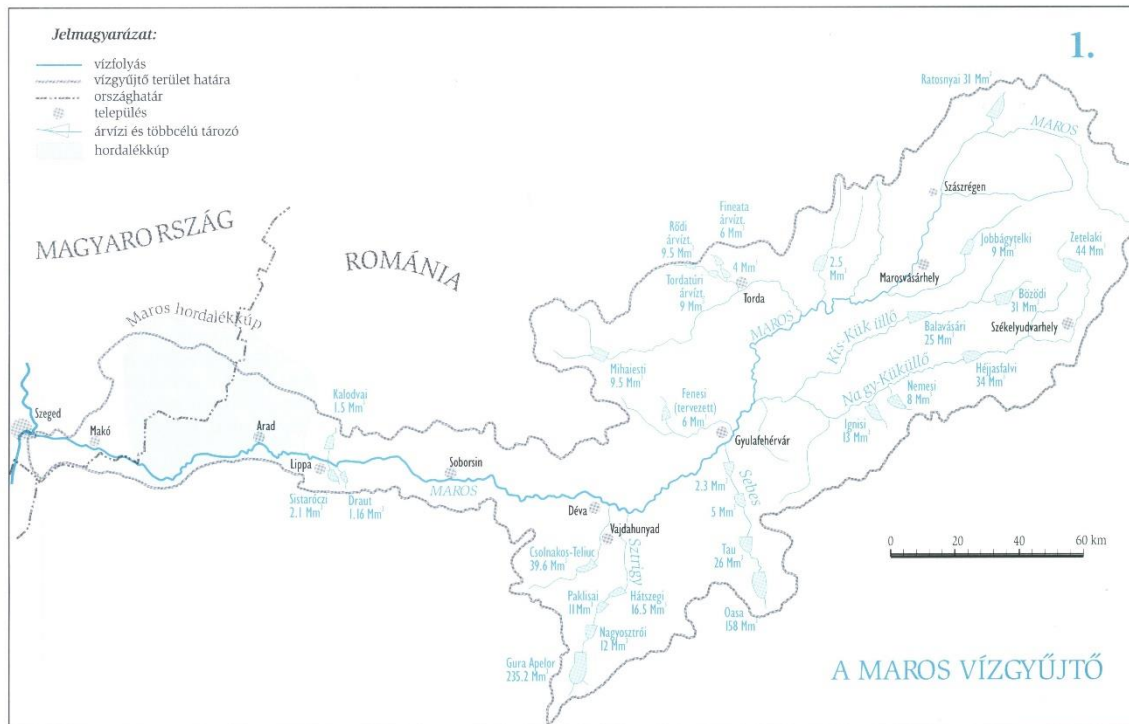 Jelmagyarázat:
vízfolyás
vízgyűjtő terület határa
országhatár
település
árvízi és többcélú tározó
hordalékkúp
1.
Ratosnyai 31 Mm³
MAROS
Szászrégen
MAGYARORSZÁG
ROMÁNIA
Fineata
árvízt.
6 Mm³
Rődi
árvízt.
9.5 Mm³
4 Mm³
Tordatúri
árvízt.
9 Mm³
Torda
2.5
Mm³
Jobbágytelki
9 Mm³
Zetelaki
44 Mm³
Marosvásárhely
Bözödi
31 Mm³
Maros hordalékkúp
MAROS
Kis-Küküllő
Balavásári
25 Mm³
Székelyudvarhely
Mihaiesti
9.5 Mm³
Nagy-Küküllő
Héjjasfalvi
34 Mm³
Nemesi
8 Mm³
Ignisi
13 Mm³
Fenesi
(tervezett)
6 Mm³
Gyulafehérvár
Kalodvai
1.5 Mm³
Szeged
Makó
Arad
Lippa
Soborsin
MAROS
Sistaróczi
2.1 Mm³
Draut
1.16 Mm³
Déva
Vajdahunyad
Sebes
2.3 Mm³
5 Mm³
Csolnakos-Teliuc
39.6 Mm³
Sztrigy
Tau
26 Mm³
0 20 40 60 km
Paklisai
11 Mm³
Hátszegi
16.5 Mm³
Oasa
158 Mm³
Nagyosztrói
12 Mm³
Gura Apelor
235.2 Mm³
A MAROS VÍZGYŰJTŐ